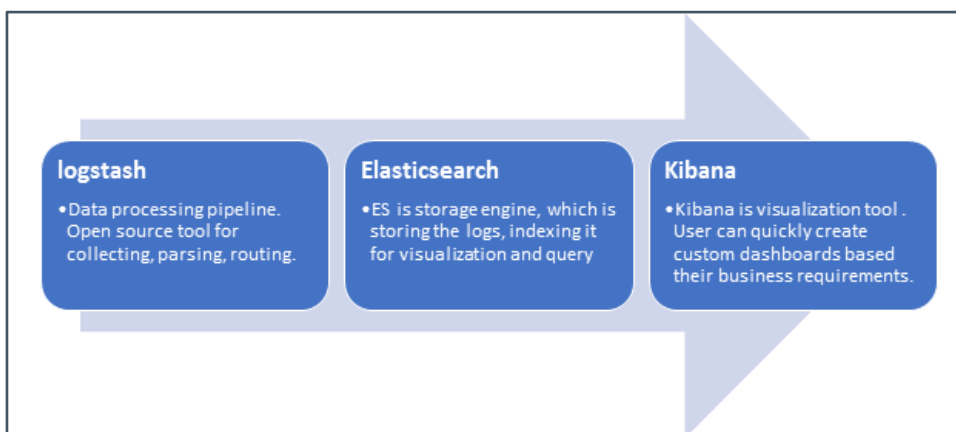 logstash
•Data processing pipeline.
Open source tool for
collecting, parsing, routing.
Elasticsearch
•ES is storage engine, which is
storing the logs, indexing it
for visualization and query
Kibana
•Kibana is visualization tool .
User can quickly create
custom dashboards based
their business requirements.